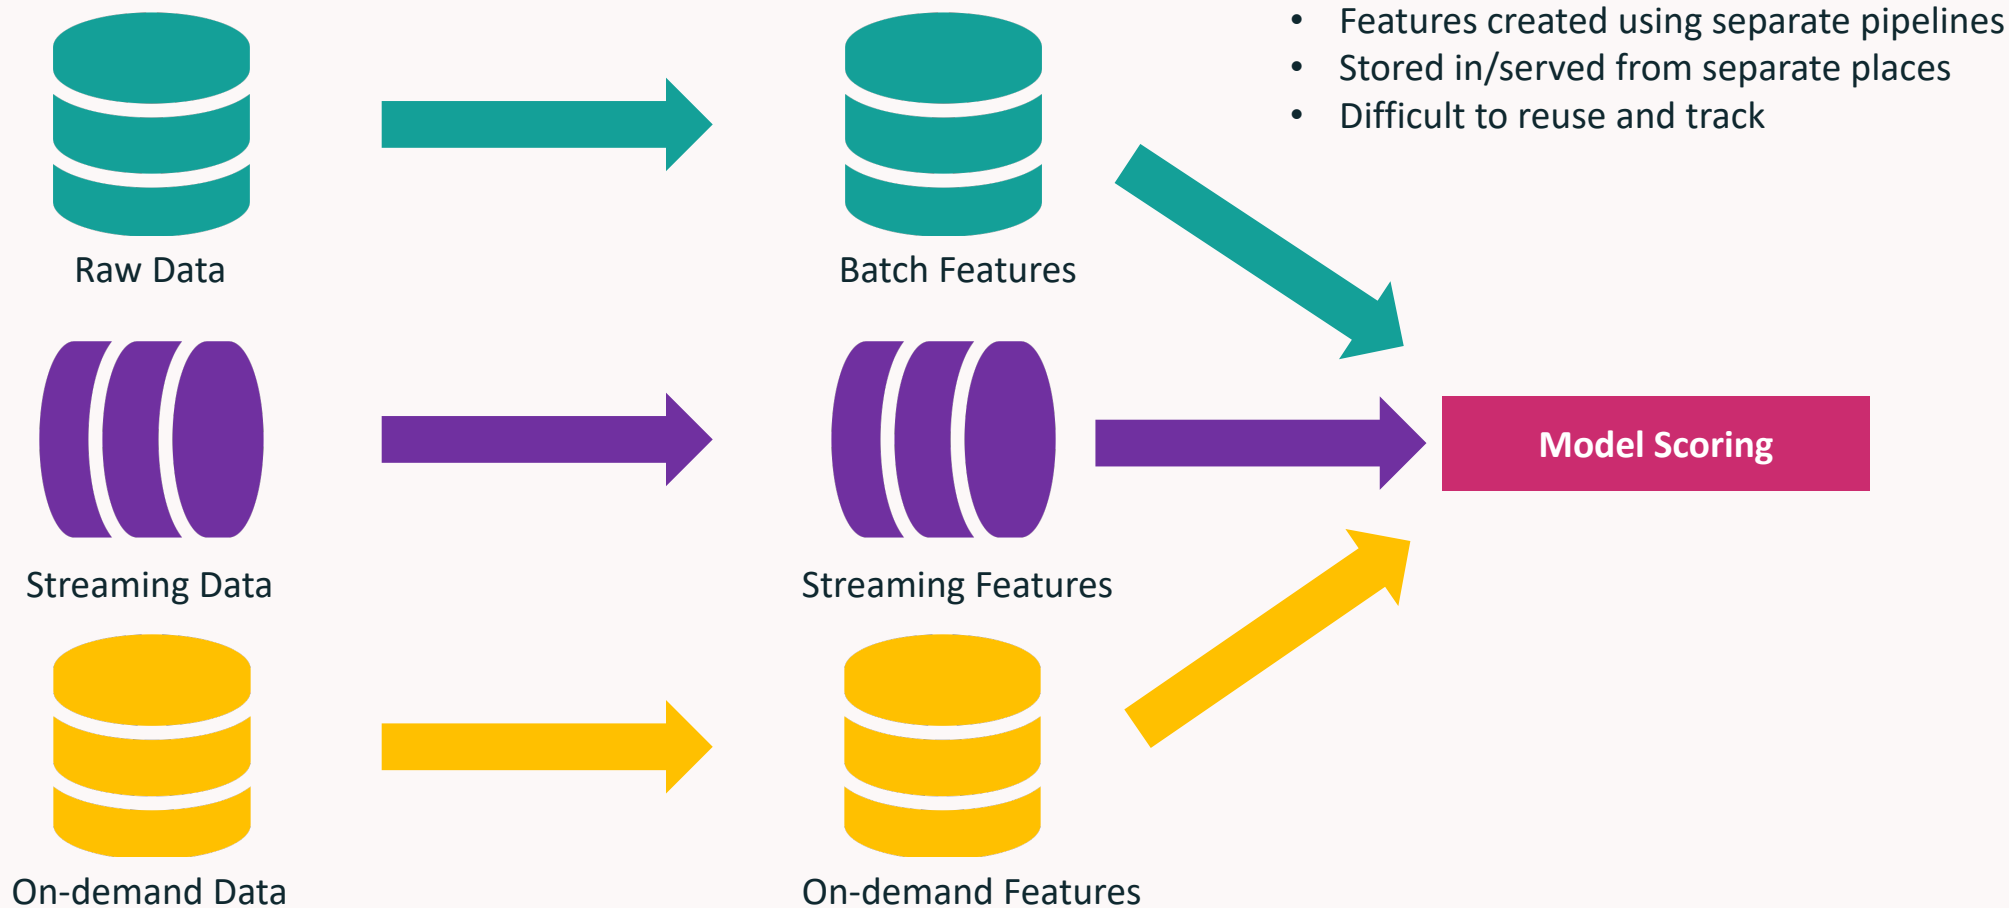 • Features created using separate pipelines
• Stored in/served from separate places
• Difficult to reuse and track
Raw Data
Batch Features
Model Scoring
Streaming Data
Streaming Features
On-demand Data
On-demand Features